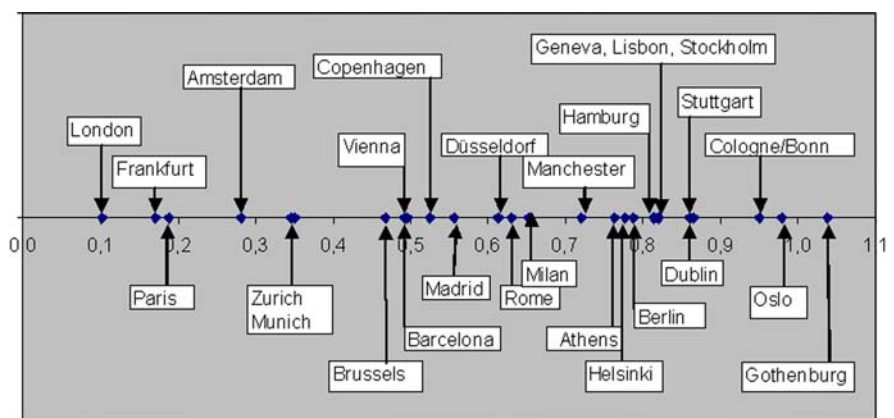 Geneva, Lisbon, Stockholm
Copenhagen
Amsterdam
Stuttgart
London
Hamburg
Vienna
Düsseldorf
Cologne/Bonn
Frankfurt
Manchester
0,0 0,1 0,2 0,3 0,4 0,5 0,6 0,7 0,8 0,9 1,0 1,1
Paris
Zurich
Munich
Madrid
Rome
Milan
Dublin
Oslo
Berlin
Barcelona
Athens
Brussels
Helsinki
Gothenburg